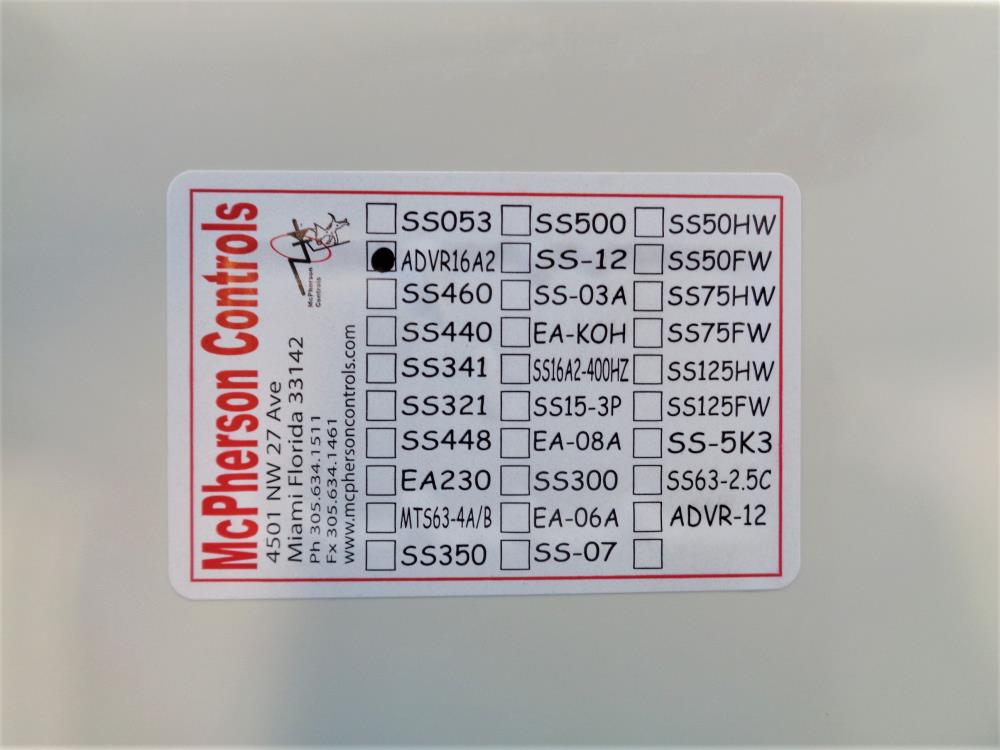 McPherson Controls
4501 NW 27 Ave
Miami Florida 33142
Ph 305.634.1511
Fx 305.634.1461
www.mcphersoncontrols.com
McPherson
Controls
SS053 SS500 SS50HW
ADVR16A2 SS-12 SS50FW
SS460 SS-03A SS75HW
SS440 EA-KOH SS75FW
SS341 SS16A2-400HZ SS125HW
SS321 SS15-3P SS125FW
SS448 EA-08A SS-5K3
EA230 SS300 SS63-2.5C
MTS63-4A/B EA-06A ADVR-12
SS350 SS-07